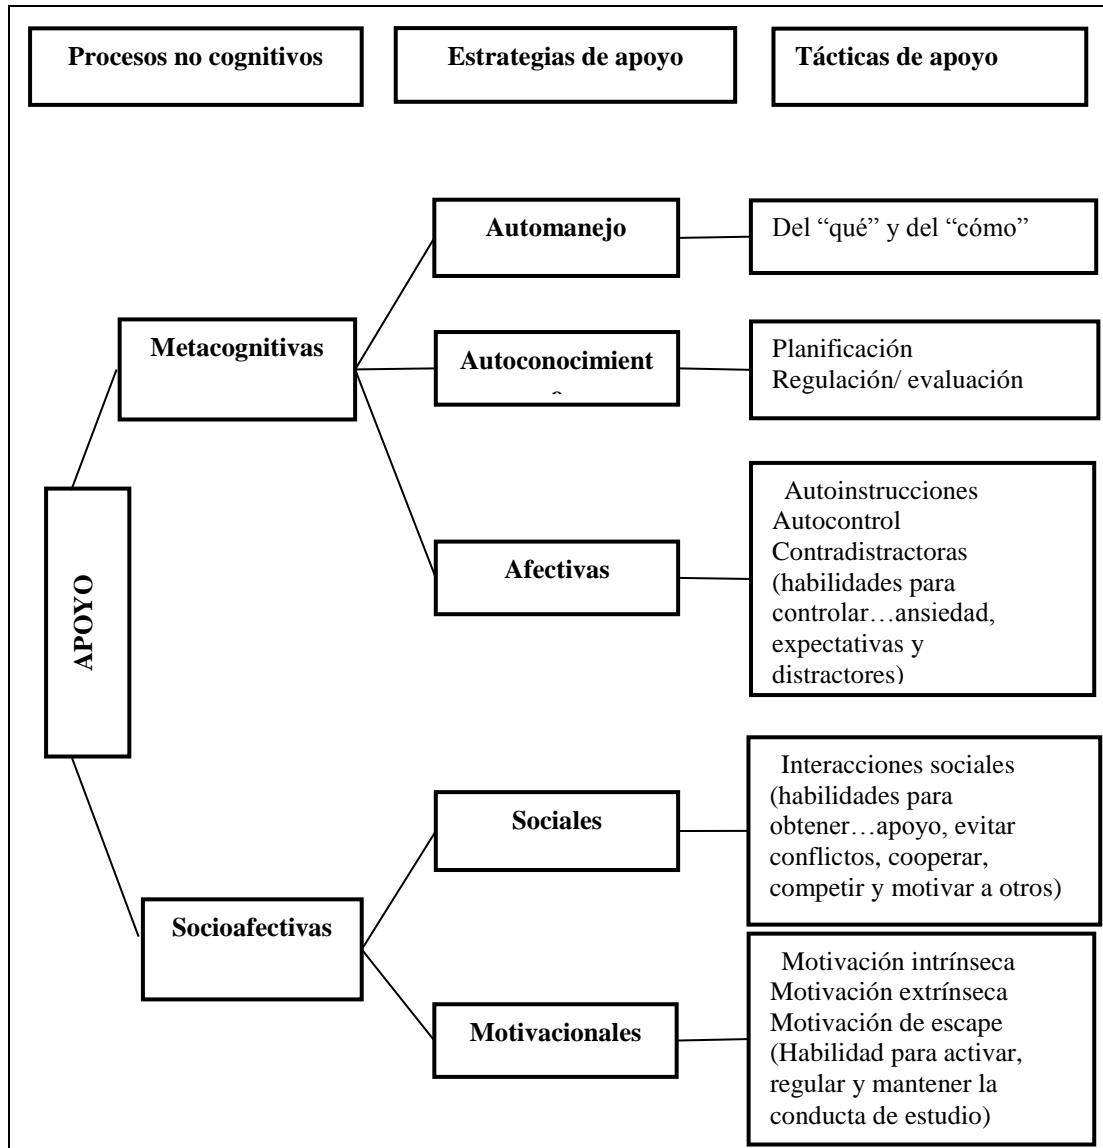 Procesos no cognitivos
Estrategias de apoyo
Tácticas de apoyo
Automanejo
Del “qué” y del “cómo”
Metacognitivas
Autoconocimient
o
Planificación
Regulación/ evaluación
Afectivas
Autoinstrucciones
Autocontrol
Contradistractoras
(habilidades para
controlar…ansiedad,
expectativas y
distractores)
APOYO
Sociales
Interacciones sociales
(habilidades para
obtener…apoyo, evitar
conflictos, cooperar,
competir y motivar a otros)
Socioafectivas
Motivacionales
Motivación intrínseca
Motivación extrínseca
Motivación de escape
(Habilidad para activar,
regular y mantener la
conducta de estudio)